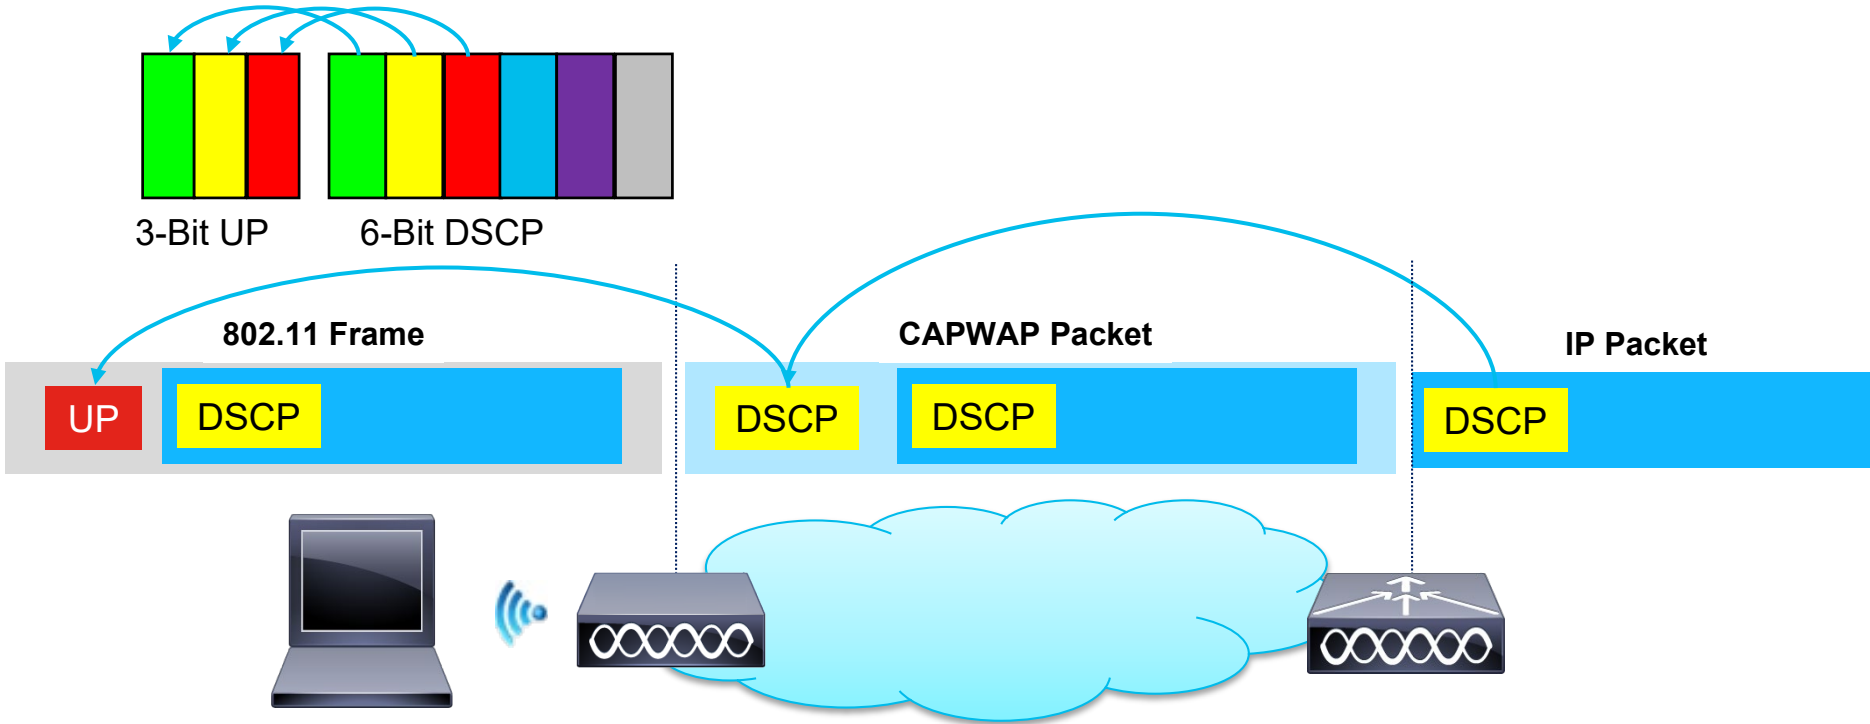 3-Bit UP
6-Bit DSCP
802.11 Frame
CAPWAP Packet
IP Packet
UP
DSCP
DSCP
DSCP
DSCP